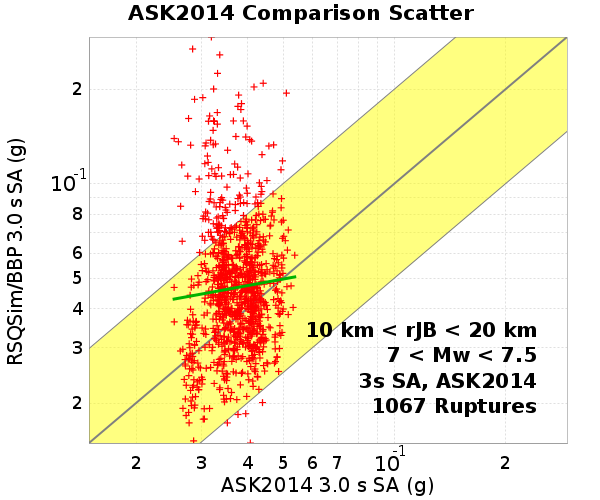 ASK2014 Comparison Scatter
RSQSim/BBP 3.0 s SA (g)
2
10⁻¹
8
6
5
4
3
2
10 km < rJB < 20 km
7 < Mw < 7.5
3s SA, ASK2014
1067 Ruptures
2 3 4 5 6 7 10⁻¹ 2
ASK2014 3.0 s SA (g)